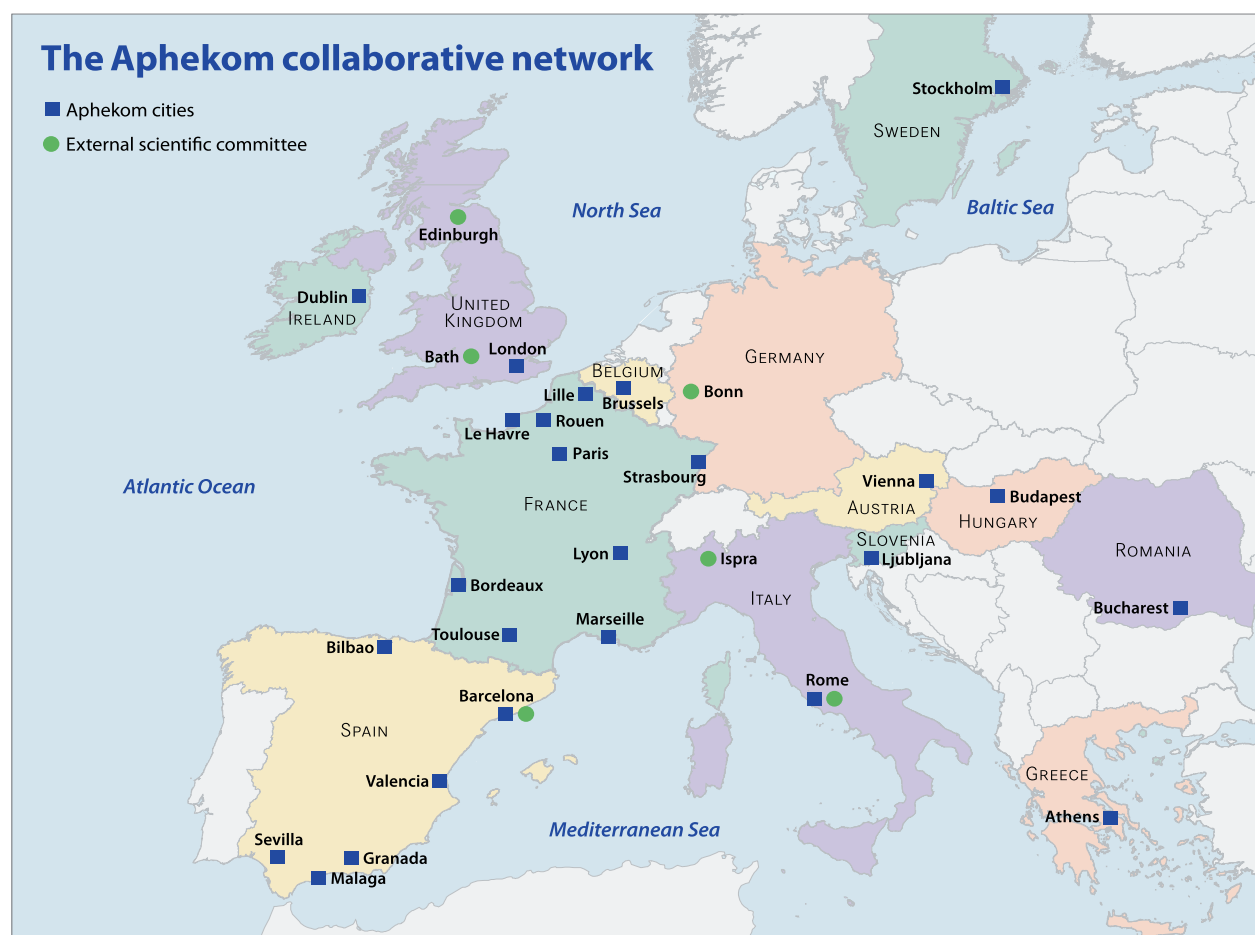 The Aphekom collaborative network
Aphekom cities
External scientific committee
Stockholm
SWEDEN
North Sea
Baltic Sea
Edinburgh
Dublin
IRELAND
UNITED
KINGDOM
Bath
London
GERMANY
BELGIUM
Brussels
Lille
Bonn
Le Havre
Rouen
Paris
Strasbourg
Atlantic Ocean
FRANCE
Vienna
AUSTRIA
Budapest
HUNGARY
SLOVENIA
Ljubljana
ROMANIA
Bucharest
Lyon
Ispra
ITALY
Bordeaux
Toulouse
Marseille
Bilbao
Barcelona
Rome
SPAIN
Valencia
GREECE
Athens
Mediterranean Sea
Sevilla
Granada
Malaga